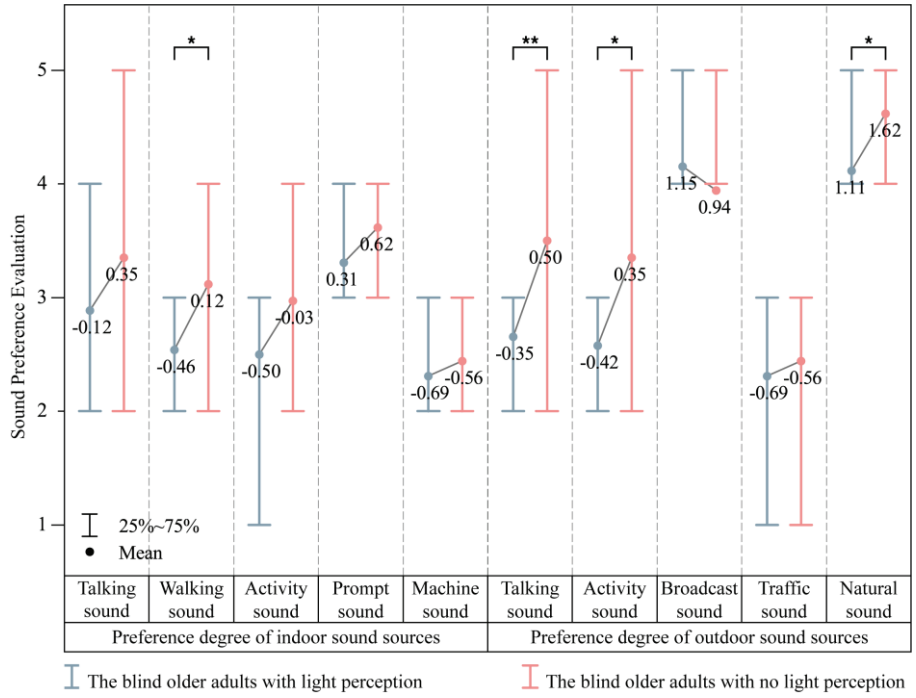 * ** * *
5
4
3
2
1
Sound Preference Evaluation
-0.12 0.35
-0.46 0.12
-0.50 -0.03
0.31 0.62
-0.69 -0.56
-0.35 0.50
-0.42 0.35
1.15 0.94
-0.69 -0.56
1.11 1.62
25%~75%
Mean
Talking sound
Walking sound
Activity sound
Prompt sound
Machine sound
Talking sound
Activity sound
Broadcast sound
Traffic sound
Natural sound
Preference degree of indoor sound sources
Preference degree of outdoor sound sources
The blind older adults with light perception
The blind older adults with no light perception